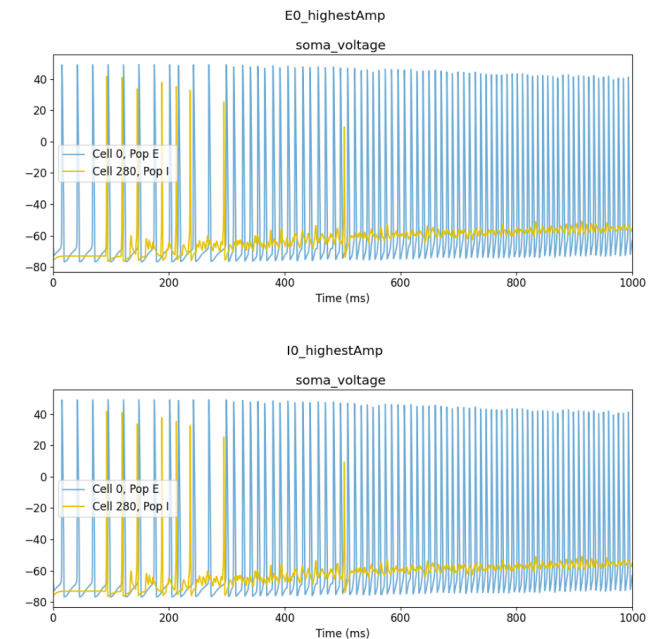 E0_highestAmp
soma_voltage
40
20
0
−20
−40
−60
−80
Cell 0, Pop E
Cell 280, Pop I
0
200
400
600
800
1000
Time (ms)
I0_highestAmp
soma_voltage
40
20
0
−20
−40
−60
−80
Cell 0, Pop E
Cell 280, Pop I
0
200
400
600
800
1000
Time (ms)